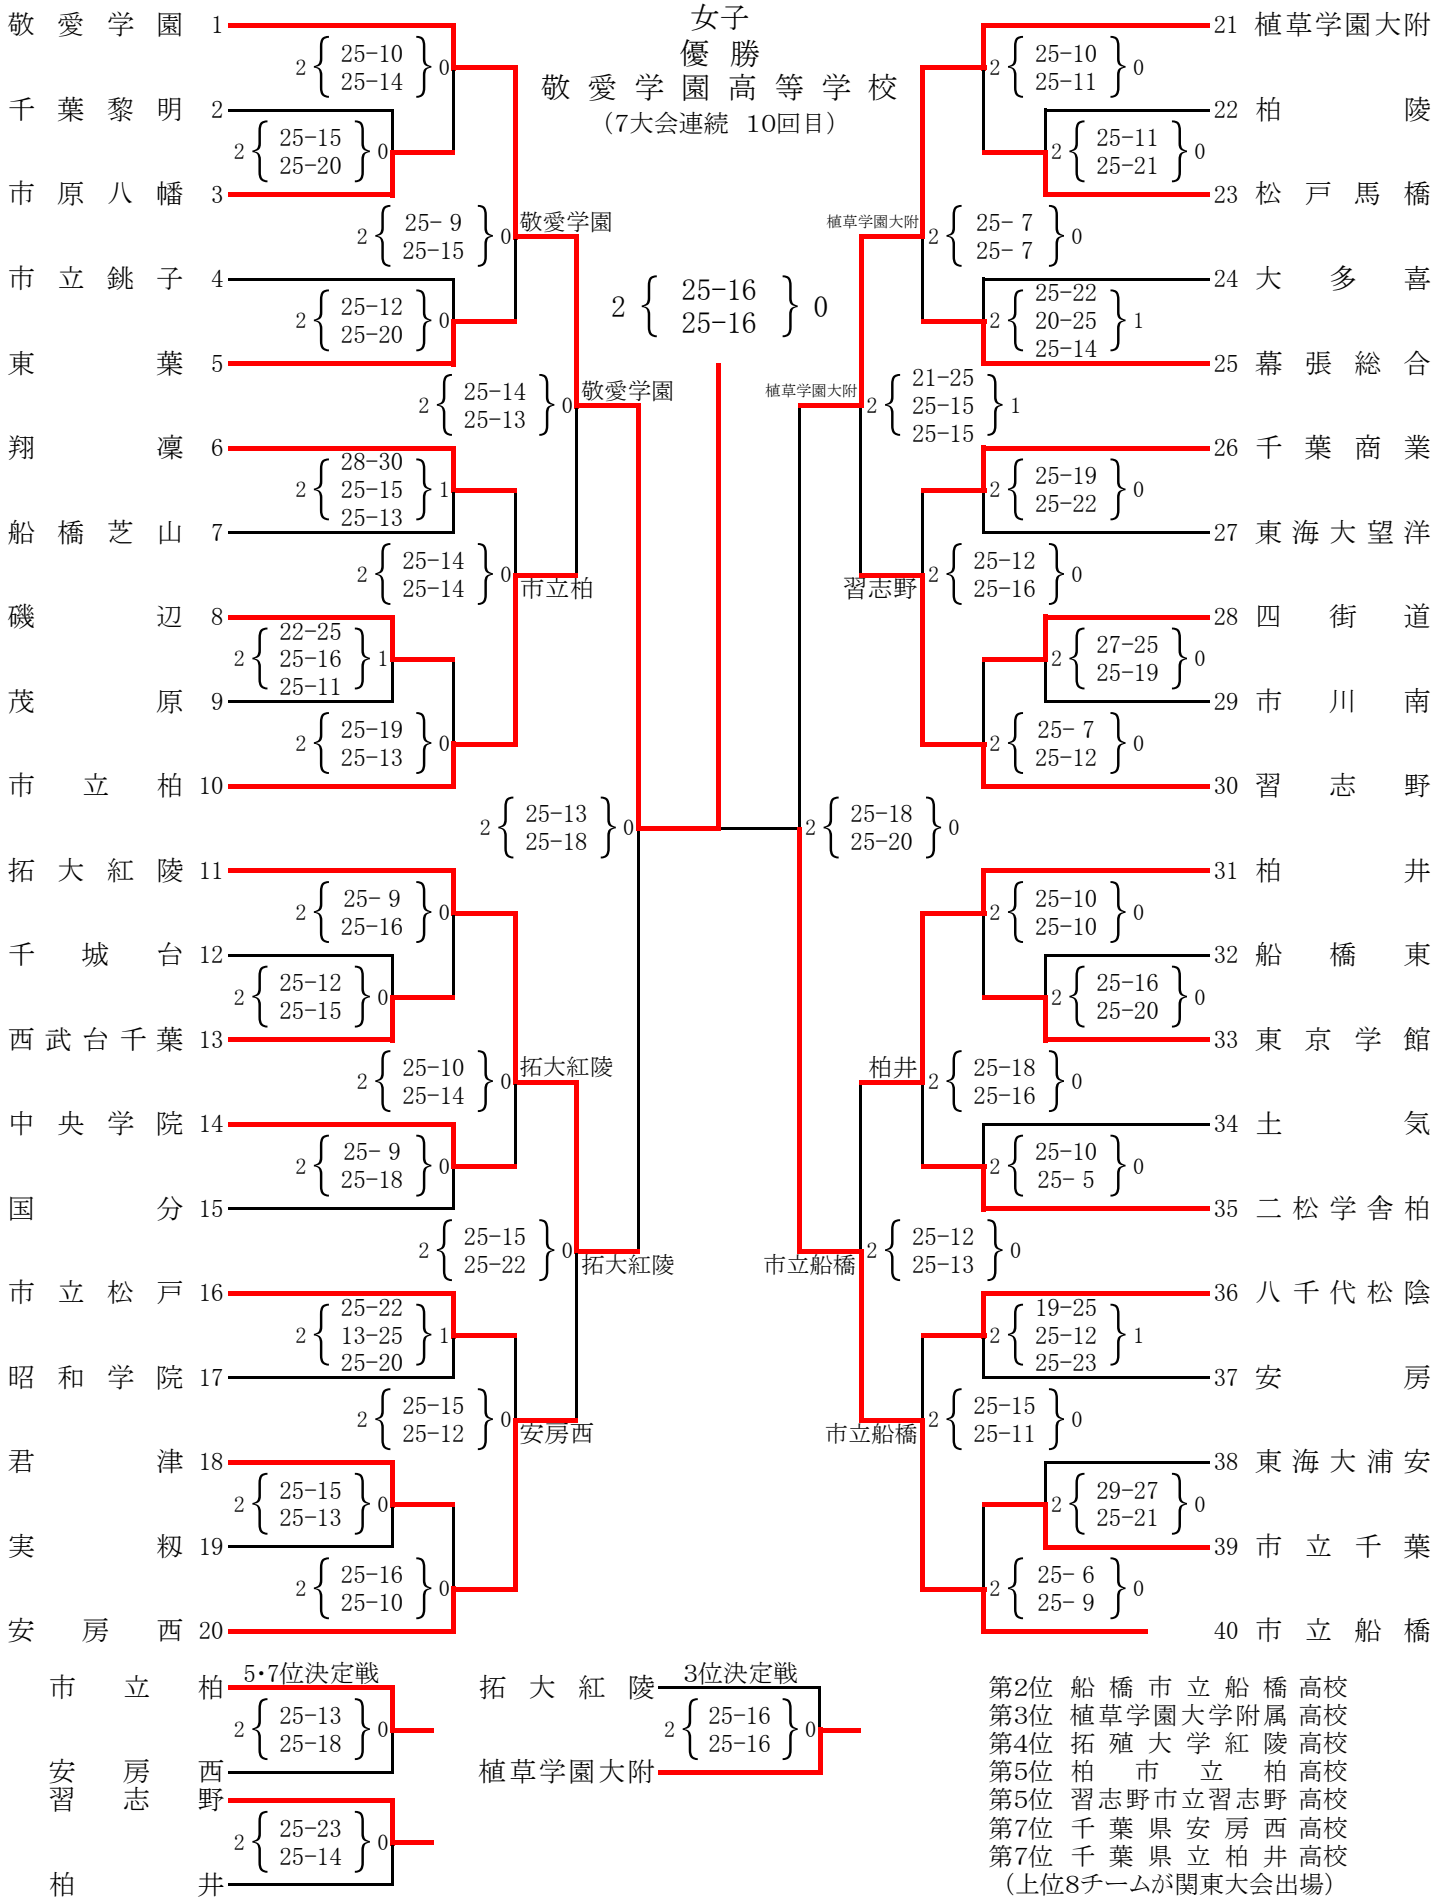 女子
優勝
敬愛学園高等学校
(7大会連続 10回目)
敬愛学園 1
2 25-10 0
25-14
千葉黎明 2
2 25-15 0
25-20
市原八幡 3
2 25- 9 0
25-15
敬愛学園
市立銚子 4
2 25-12 0
25-20
東葉 5
2 25-14 0
25-13
敬愛学園
翔凜 6
28-30
2 25-15 1
25-13
船橋芝山 7
2 25-14 0
25-14
市立柏
磯辺 8
22-25
2 25-16 1
25-11
茂原 9
2 25-19 0
25-13
市立柏 10
2 25-13 0
25-18
拓大紅陵 11
2 25- 9 0
25-16
千城台 12
2 25-12 0
25-15
西武台千葉 13
2 25-10 0
25-14
拓大紅陵
中央学院 14
2 25- 9 0
25-18
国分 15
2 25-15 0
25-22
拓大紅陵
市立松戸 16
25-22
2 13-25 1
25-20
昭和学院 17
2 25-15 0
25-12
安房西
君津 18
2 25-15 0
25-13
実籾 19
2 25-16 0
25-10
安房西 20
2 25-16 0
25-16
21 植草学園大附
2 25-10 0
25-11
22 柏陵
2 25-11 0
25-21
23 松戸馬橋
植草学園大附
2 25- 7 0
25- 7
24 大多喜
25-22
2 20-25 1
25-14
25 幕張総合
植草学園大附
21-25
2 25-15 1
25-15
26 千葉商業
2 25-19 0
25-22
27 東海大望洋
習志野
2 25-12 0
25-16
28 四街道
2 27-25 0
25-19
29 市川南
2 25- 7 0
25-12
30 習志野
2 25-18 0
25-20
31 柏井
2 25-10 0
25-10
32 船橋東
2 25-16 0
25-20
33 東京学館
柏井
2 25-18 0
25-16
34 土気
2 25-10 0
25- 5
35 二松学舎柏
市立船橋
2 25-12 0
25-13
36 八千代松陰
19-25
2 25-12 1
25-23
37 安房
市立船橋
2 25-15 0
25-11
38 東海大浦安
2 29-27 0
25-21
39 市立千葉
2 25- 6 0
25- 9
40 市立船橋
5・7位決定戦
市立柏
2 25-13 0
25-18
安房西
習志野
2 25-23 0
25-14
柏井
3位決定戦
拓大紅陵
2 25-16 0
25-16
植草学園大附
第2位 船橋市立船橋 高校
第3位 植草学園大学附属 高校
第4位 拓殖大学紅陵 高校
第5位 柏市立柏 高校
第5位 習志野市立習志野 高校
第7位 千葉県安房西 高校
第7位 千葉県立柏井 高校
(上位8チームが関東大会出場)